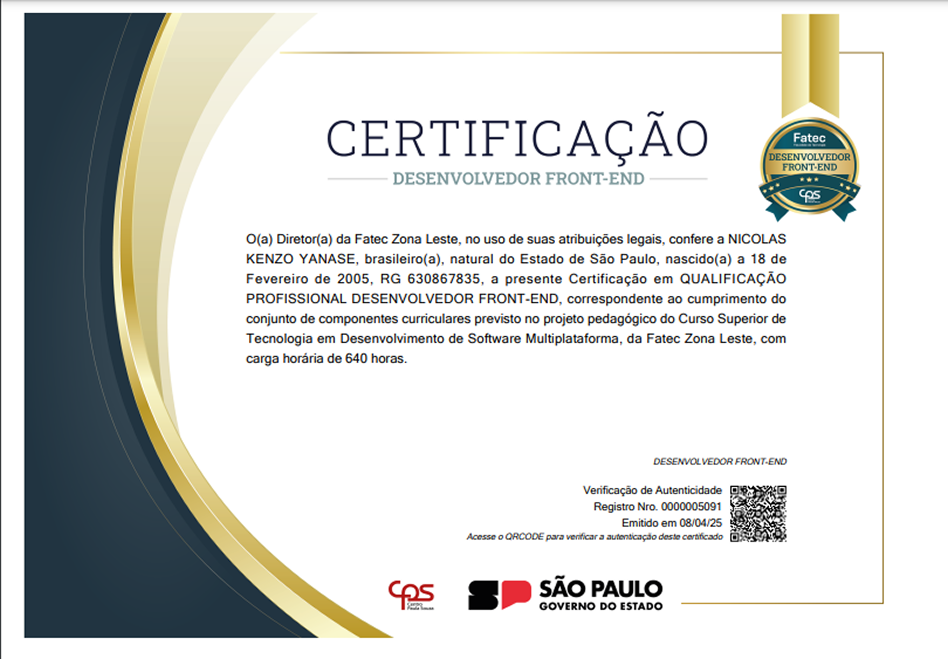 Fatec
DESENVOLVEDOR
FRONT-END
CPS
CERTIFICAÇÃO
DESENVOLVEDOR FRONT-END
O(a) Diretor(a) da Fatec Zona Leste, no uso de suas atribuições legais, confere a NICOLAS
KENZO YANASE, brasileiro(a), natural do Estado de São Paulo, nascido(a) a 18 de
Fevereiro de 2005, RG 630867835, a presente Certificação em QUALIFICAÇÃO
PROFISSIONAL DESENVOLVEDOR FRONT-END, correspondente ao cumprimento do
conjunto de componentes curriculares previsto no projeto pedagógico do Curso Superior de
Tecnologia em Desenvolvimento de Software Multiplataforma, da Fatec Zona Leste, com
carga horária de 640 horas.
DESENVOLVEDOR FRONT-END
Verificação de Autenticidade
Registro Nro. 0000005091
Emitido em 08/04/25
Acesse o QRCODE para verificar a autenticação deste certificado
CPS
Centro
Paula Souza
SP
SÃO PAULO
GOVERNO DO ESTADO